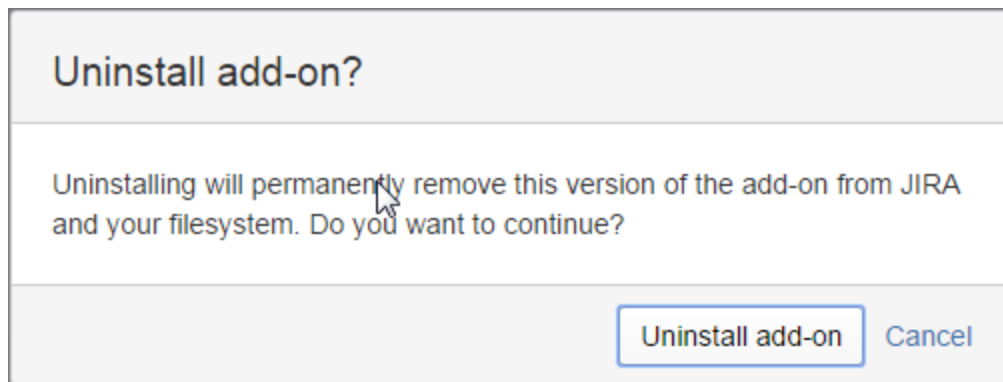 Uninstall add-on?
Uninstalling will permanently remove this version of the add-on from JIRA
and your filesystem. Do you want to continue?
Uninstall add-on Cancel